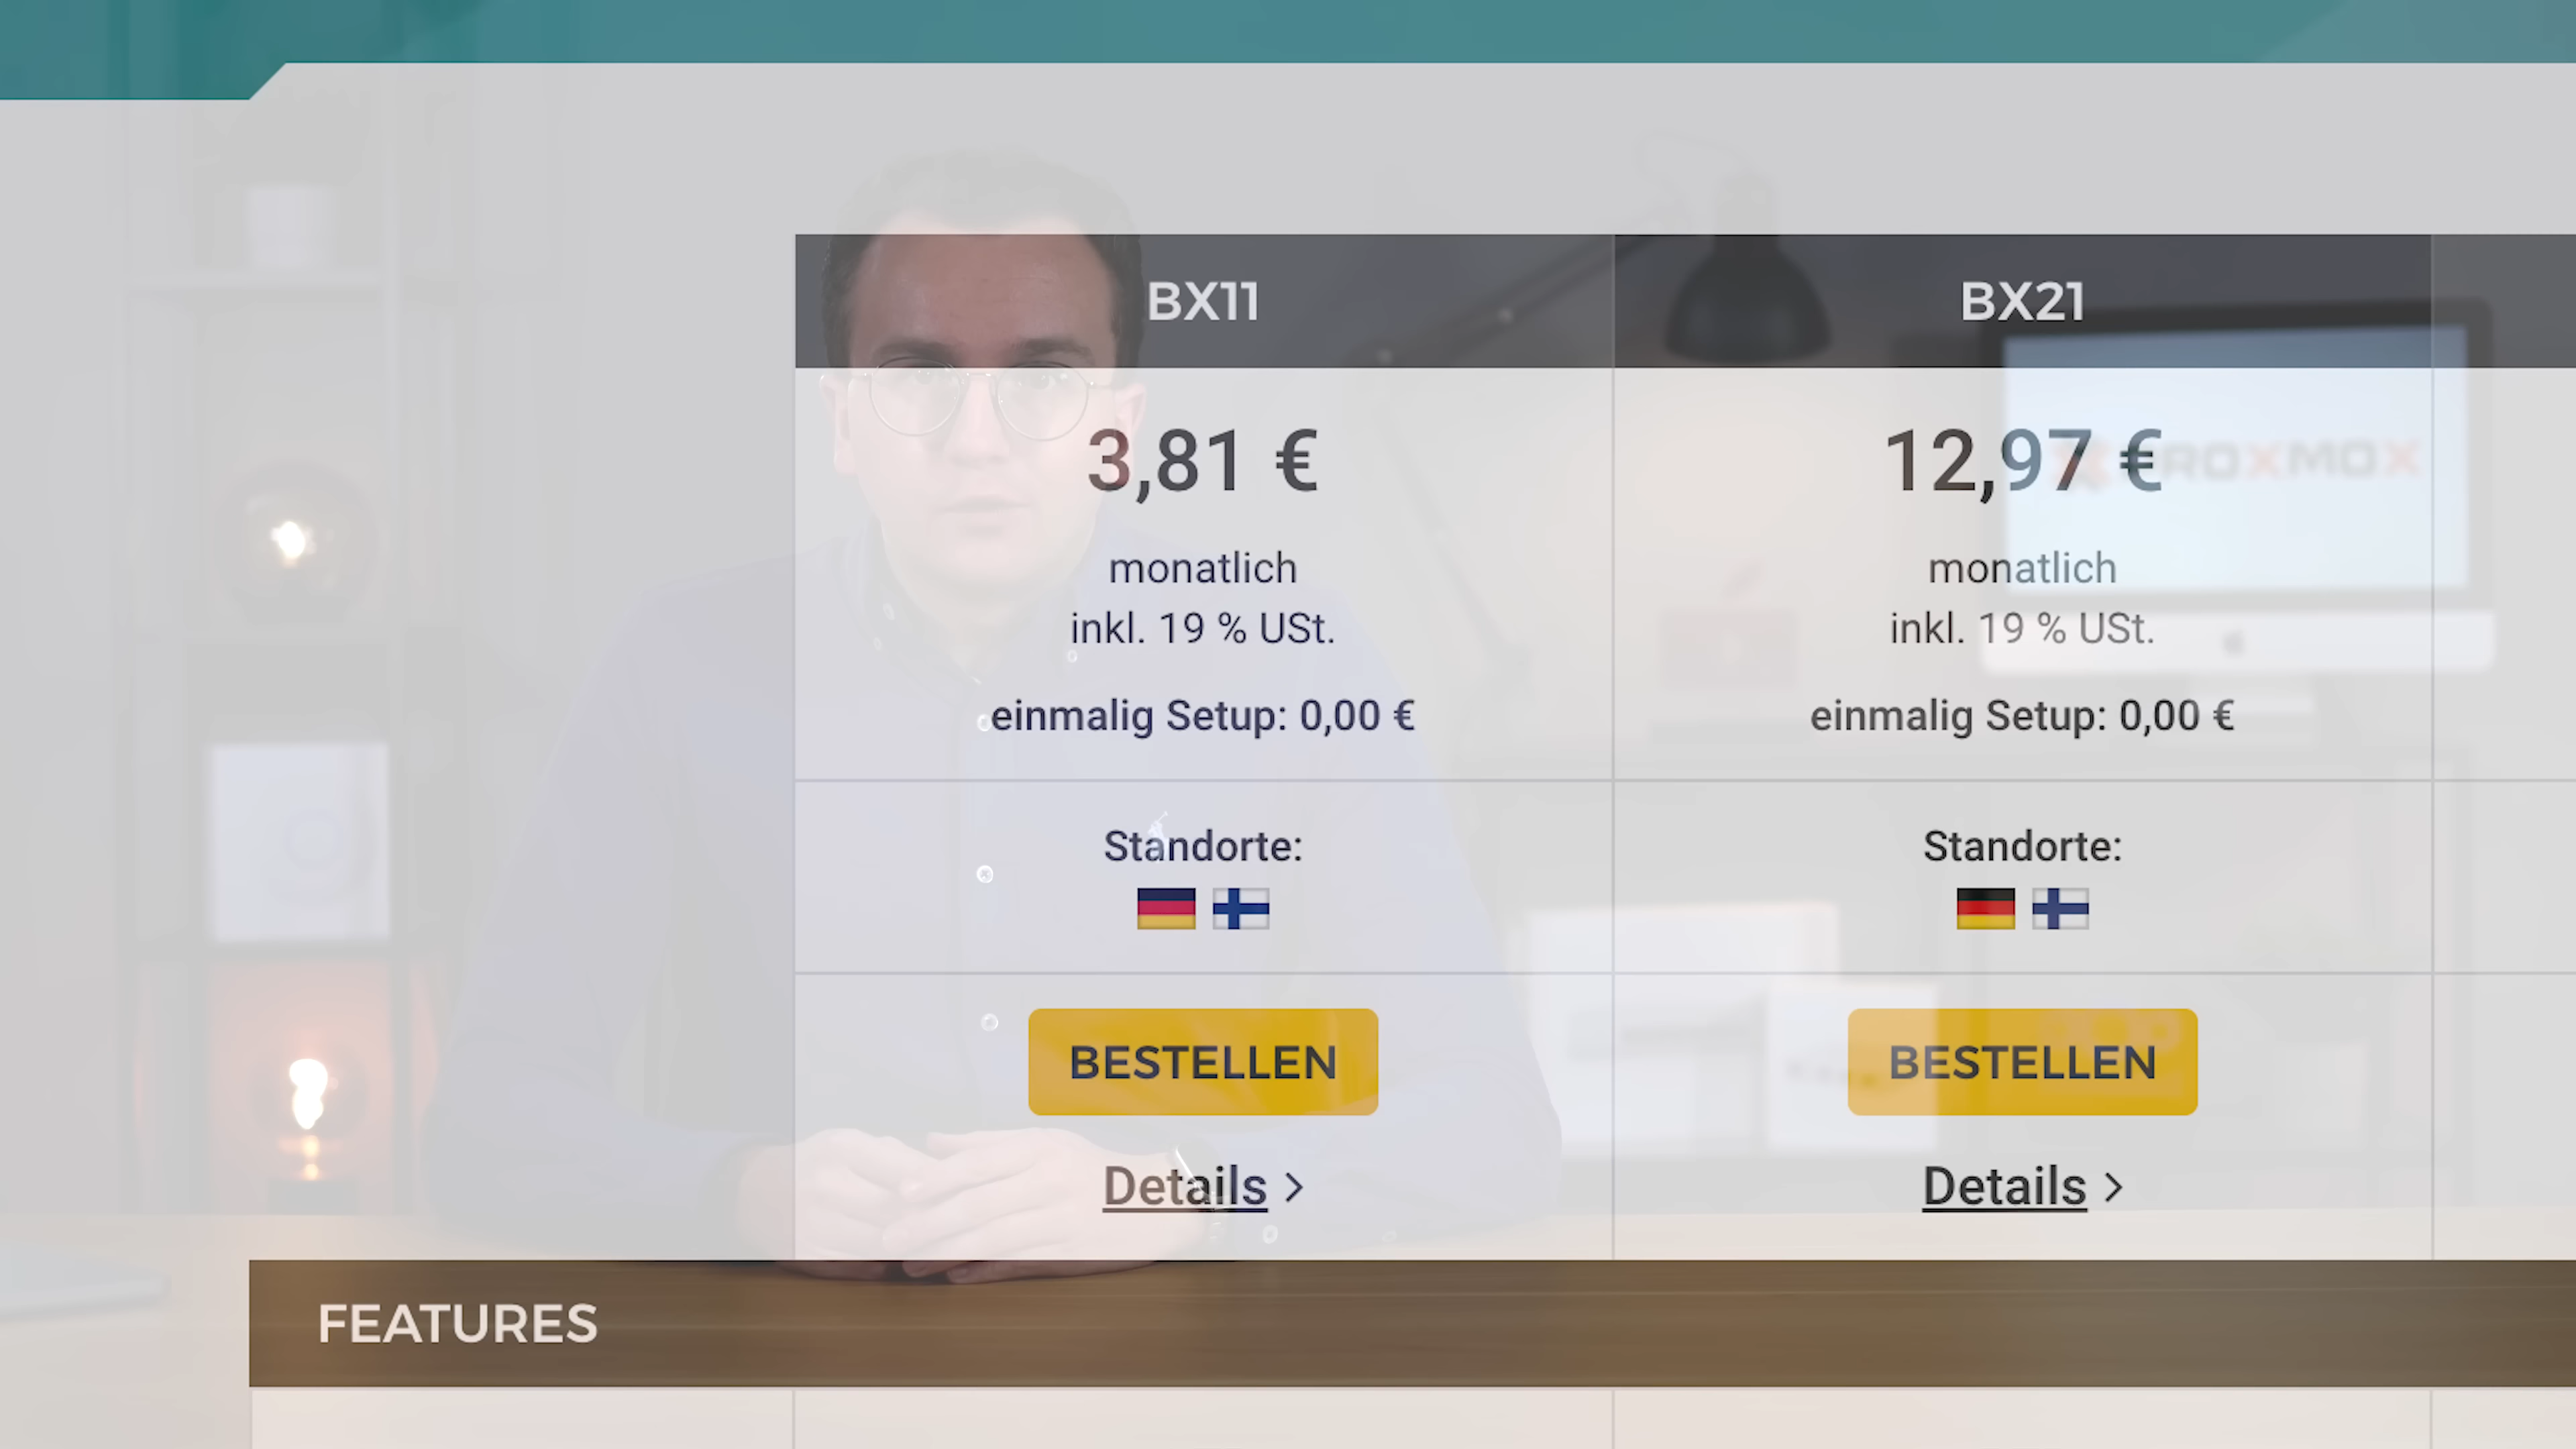 BX11
BX21
3,81 €
12,97 €
PROXMOX
monatlich
monatlich
inkl. 19 % USt.
inkl. 19 % USt.
einmalig Setup: 0,00 €
einmalig Setup: 0,00 €
Standorte:
Standorte:
BESTELLEN
BESTELLEN
Details >
Details >
FEATURES